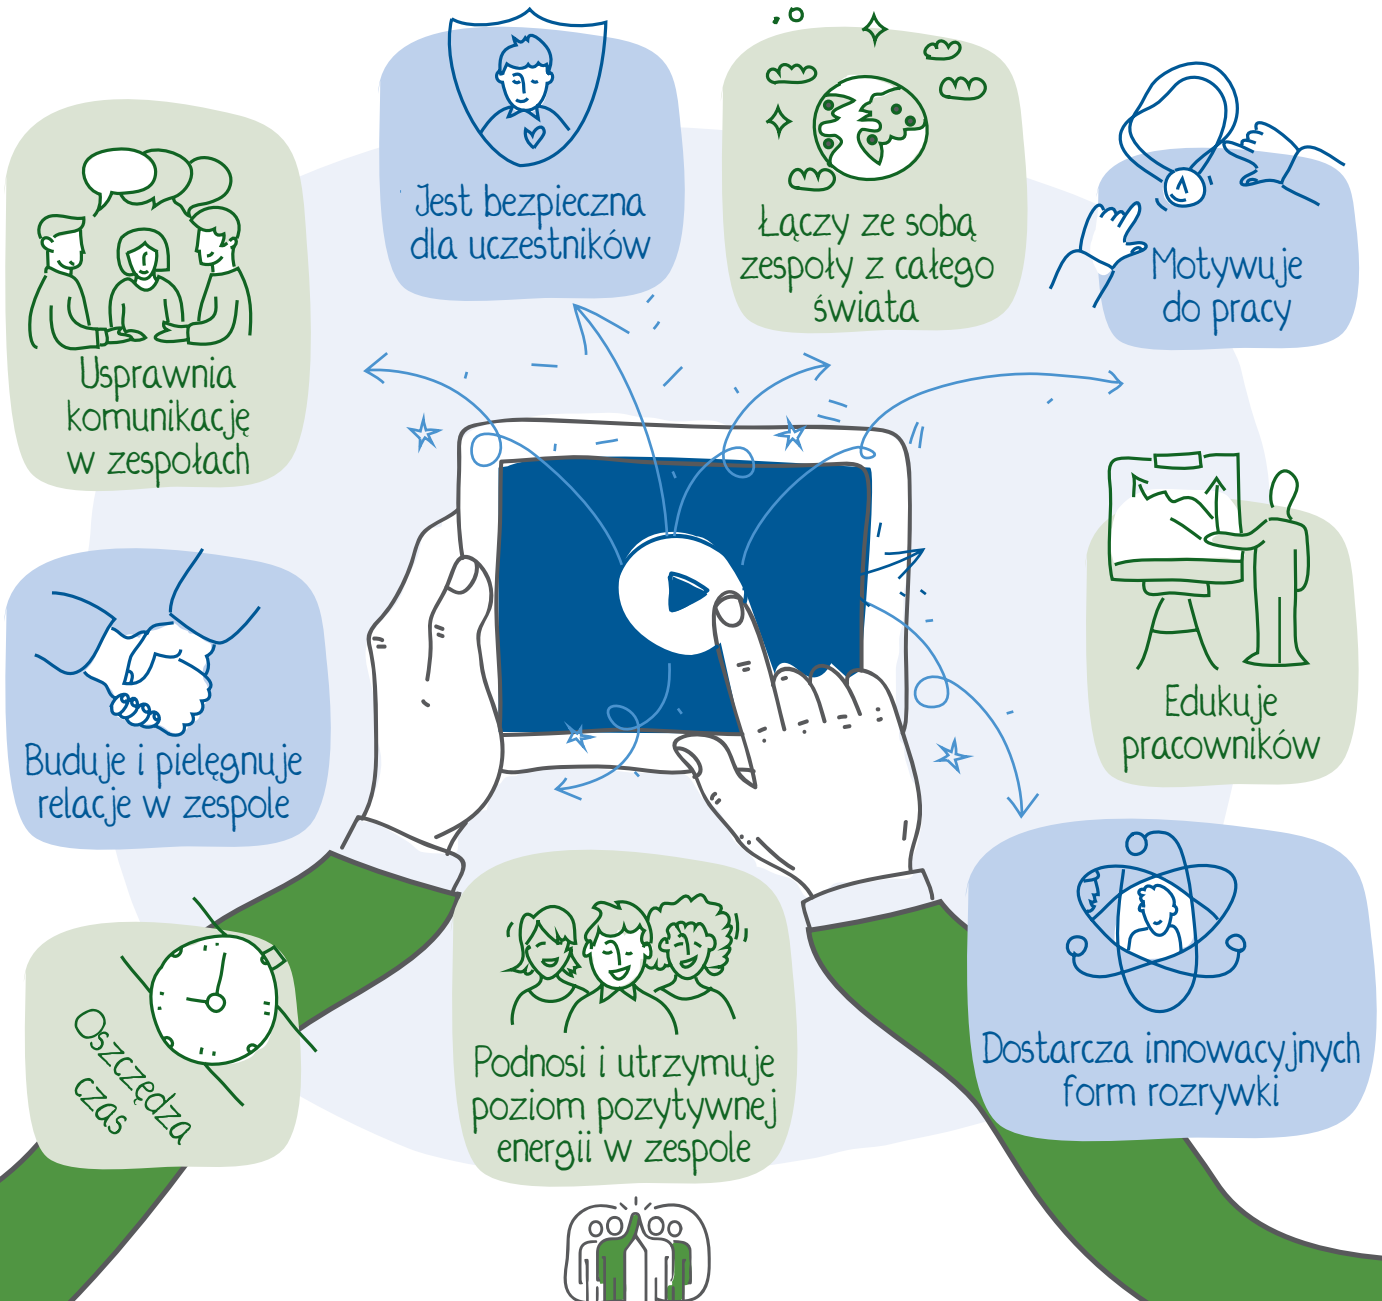 Jest bezpieczna
dla uczestników
Łączy ze sobą
zespoły z całego
świata
Motywuje
do pracy
Usprawnia
komunikację
w zespołach
Edukuje
pracowników
Buduje i pielęgnuje
relacje w zespole
Oszczędza
czas
Podnosi i utrzymuje
poziom pozytywnej
energii w zespole
Dostarcza innowacyjnych
form rozrywki